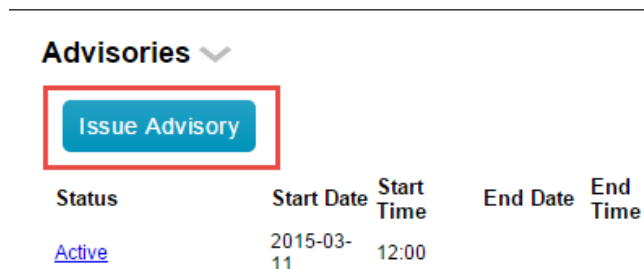 Advisories
Issue Advisory
Status Start Date Start Time End Date End Time
Active 2015-03-11 12:00